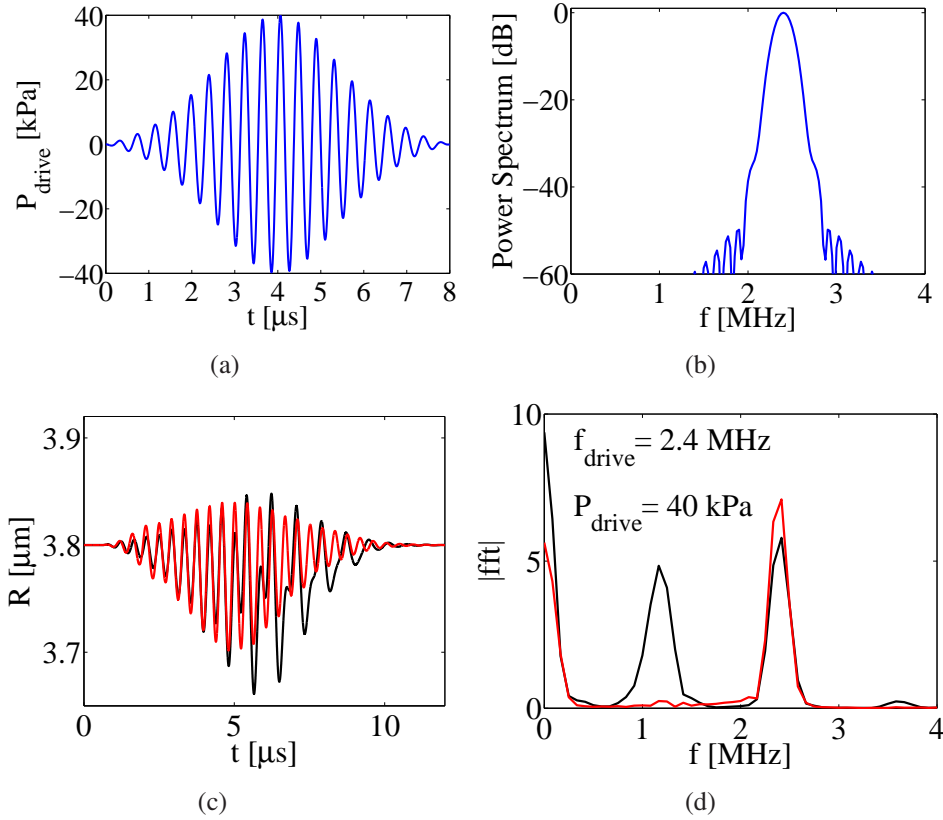 40
20
0
−20
−40
P_drive [kPa]
0 1 2 3 4 5 6 7 8
t [μs]
(a)
0
−20
−40
−60
Power Spectrum [dB]
0 1 2 3 4
f [MHz]
(b)
3.9
3.8
3.7
R [μm]
0 5 10
t [μs]
(c)
10
5
0
|fft|
f_drive = 2.4 MHz
P_drive = 40 kPa
0 1 2 3 4
f [MHz]
(d)